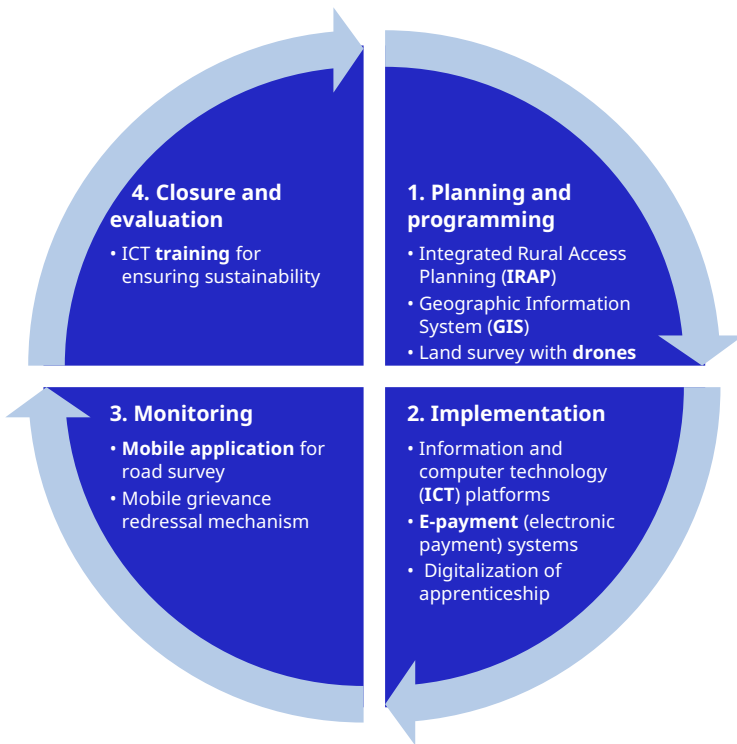 1. Planning and
programming
• Integrated Rural Access
Planning (IRAP)
• Geographic Information
System (GIS)
• Land survey with drones
2. Implementation
• Information and
computer technology
(ICT) platforms
• E-payment (electronic
payment) systems
• Digitalization of
apprenticeship
3. Monitoring
• Mobile application for
road survey
• Mobile grievance
redressal mechanism
4. Closure and
evaluation
• ICT training for
ensuring sustainability